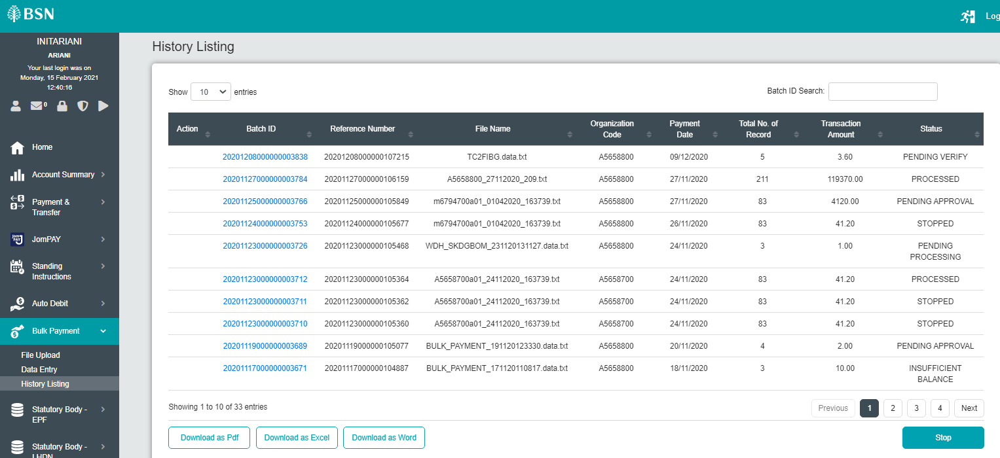 BSN
Log
INITARIANI
ARIANI
Your last login was on
Monday, 15 February 2021
12:40:16
0
Home
Account Summary
Payment &
Transfer
JomPAY
Standing
Instructions
Auto Debit
Bulk Payment
File Upload
Data Entry
History Listing
Statutory Body -
EPF
Statutory Body -
LHDN
History Listing
Show 10 entries
Batch ID Search:
Action Batch ID Reference Number File Name Organization Code Payment Date Total No. of Record Transaction Amount Status
20201208000000003838 20201208000000107215 TC2FIBG.data.txt A5658800 09/12/2020 5 3.60 PENDING VERIFY
20201127000000003784 20201127000000106159 A5658800_27112020_209.txt A5658800 27/11/2020 211 119370.00 PROCESSED
20201125000000003766 20201125000000105849 m6794700a01_01042020_163739.txt A5658800 27/11/2020 83 4120.00 PENDING APPROVAL
20201124000000003753 20201124000000105677 m6794700a01_01042020_163739.txt A5658800 26/11/2020 83 41.20 STOPPED
20201123000000003726 20201123000000105468 WDH_SKDGBOM_231120131127.data.txt A5658800 24/11/2020 3 1.00 PENDING PROCESSING
20201123000000003712 20201123000000105364 A5658700a01_24112020_163739.txt A5658700 24/11/2020 83 41.20 PROCESSED
20201123000000003711 20201123000000105362 A5658700a01_24112020_163739.txt A5658700 24/11/2020 83 41.20 STOPPED
20201123000000003710 20201123000000105360 A5658700a01_24112020_163739.txt A5658700 24/11/2020 83 41.20 STOPPED
20201119000000003689 20201119000000105077 BULK_PAYMENT_191120123330.data.txt A5658800 20/11/2020 4 2.00 PENDING APPROVAL
20201117000000003671 20201117000000104887 BULK_PAYMENT_171120110817.data.txt A5658800 18/11/2020 3 10.00 INSUFFICIENT BALANCE
Showing 1 to 10 of 33 entries
Previous 1 2 3 4 Next
Download as Pdf Download as Excel Download as Word Stop